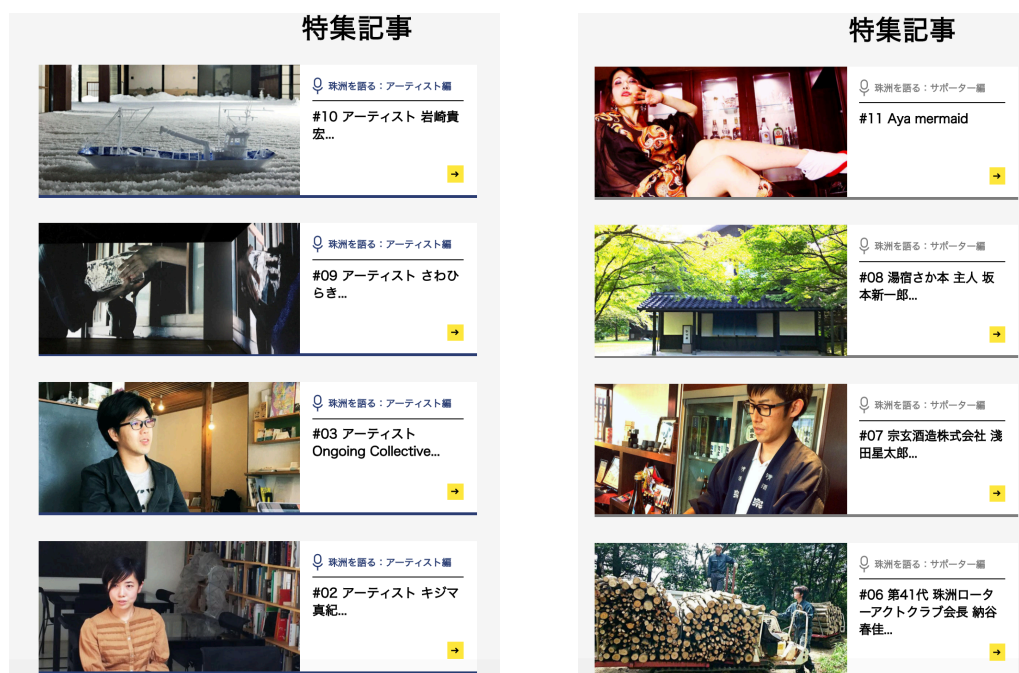 特集記事
珠洲を語る：アーティスト編
#10 アーティスト 岩崎貴
宏...
珠洲を語る：アーティスト編
#09 アーティスト さわひ
らき...
珠洲を語る：アーティスト編
#03 アーティスト
Ongoing Collective...
珠洲を語る：アーティスト編
#02 アーティスト キジマ
真紀...
特集記事
珠洲を語る：サポーター編
#11 Aya mermaid
珠洲を語る：サポーター編
#08 湯宿さか本 主人 坂
本新一郎...
珠洲を語る：サポーター編
#07 宗玄酒造株式会社 淺
田星太郎...
珠洲を語る：サポーター編
#06 第41代 珠洲ロータ
ーアクトクラブ会長 納谷
春佳...